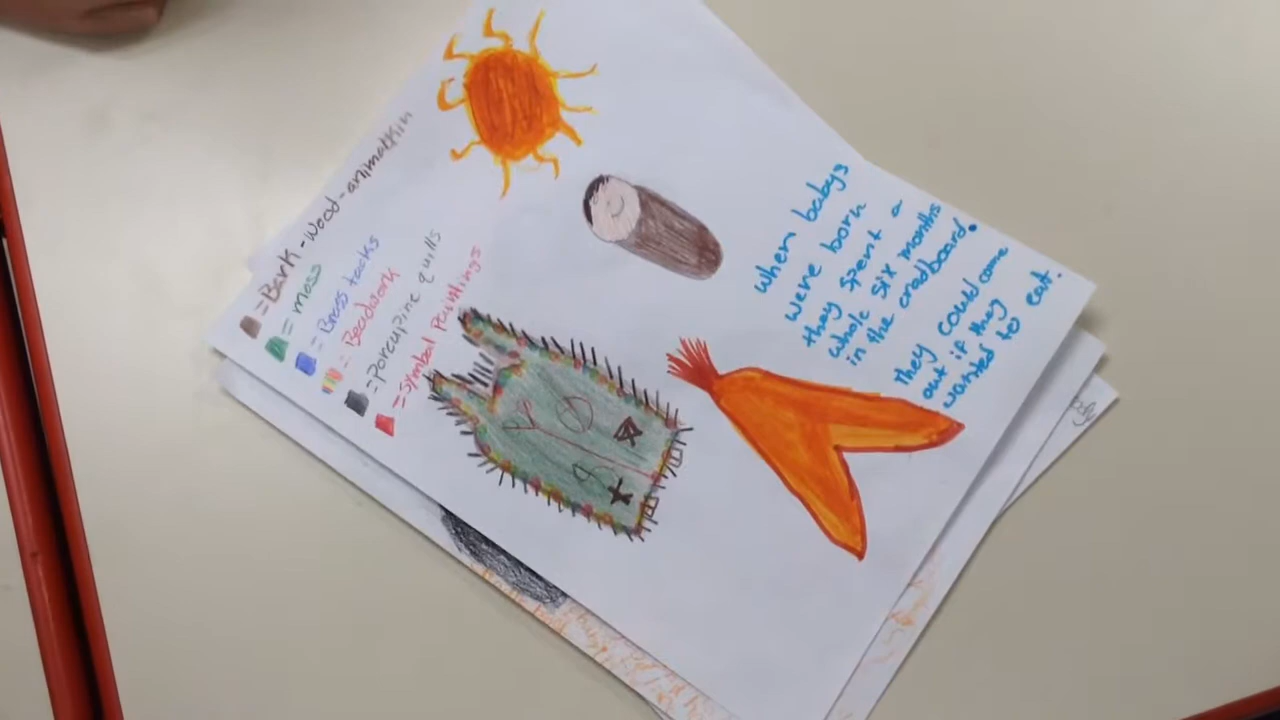 = Bark - Wood - animalskin
= moss
= Brass tacks
= Beadwork
= Porcupine quills
= symbol Paintings
when babys
were born
they spent a
whole six months
in the cradboard.
they could come
out if they
wanted to eat.